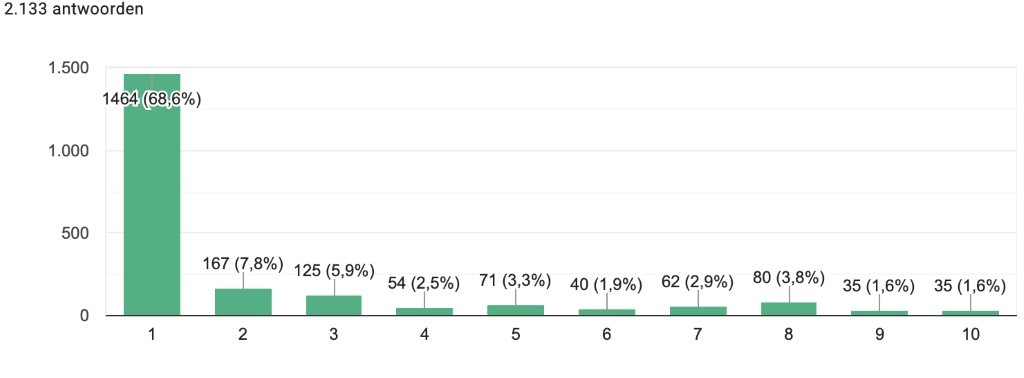 2.133 antwoorden
1.500
1464 (68,6%)
1.000
500
167 (7,8%) 125 (5,9%) 54 (2,5%) 71 (3,3%) 40 (1,9%) 62 (2,9%) 80 (3,8%) 35 (1,6%) 35 (1,6%)
0
1 2 3 4 5 6 7 8 9 10